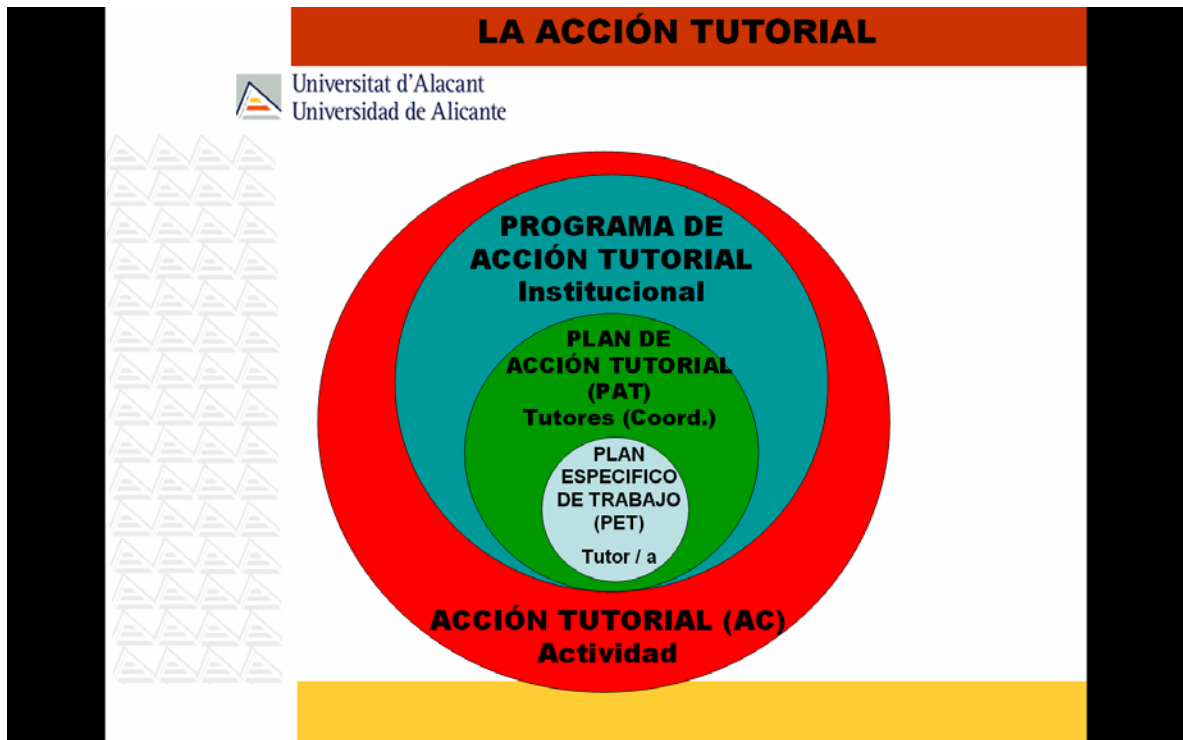 LA ACCIÓN TUTORIAL
Universitat d'Alacant
Universidad de Alicante
PROGRAMA DE
ACCIÓN TUTORIAL
Institucional
PLAN DE
ACCIÓN TUTORIAL
(PAT)
Tutores (Coord.)
PLAN
ESPECIFICO
DE TRABAJO
(PET)
Tutor / a
ACCIÓN TUTORIAL (AC)
Actividad